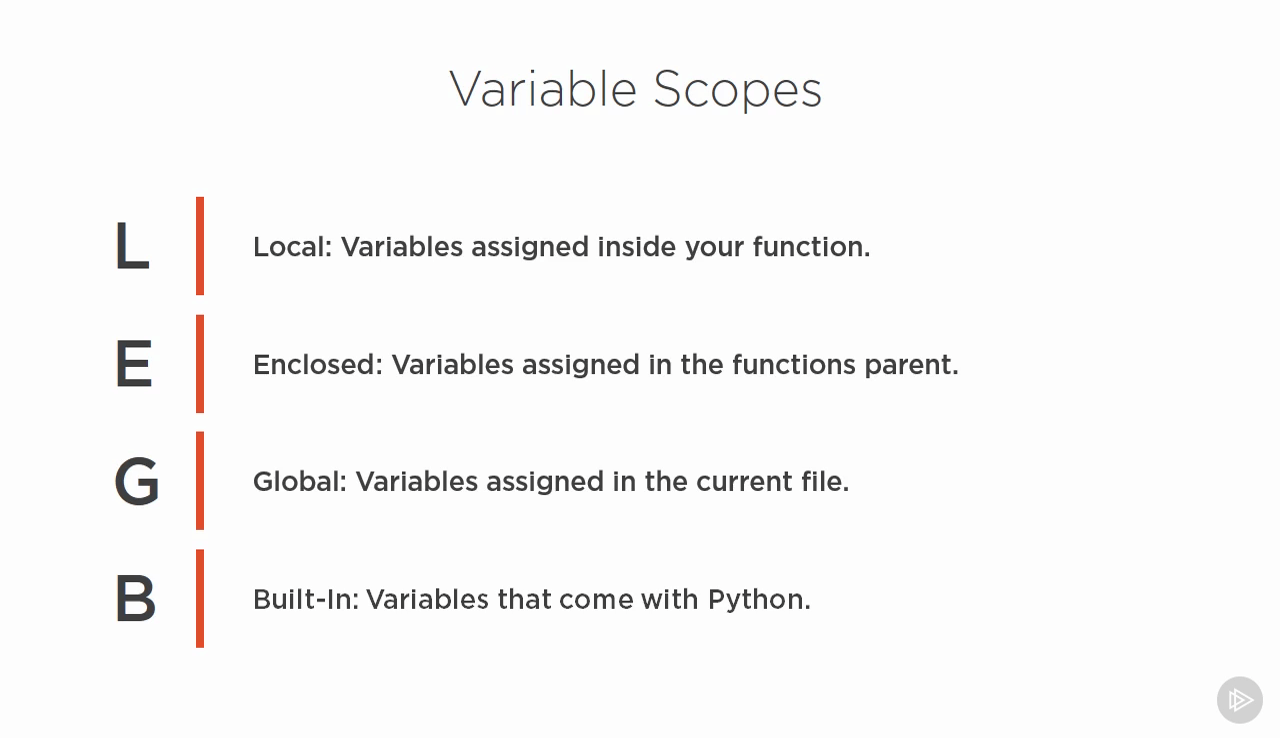 Variable Scopes
L
Local: Variables assigned inside your function.
E
Enclosed: Variables assigned in the functions parent.
G
Global: Variables assigned in the current file.
B
Built-In: Variables that come with Python.